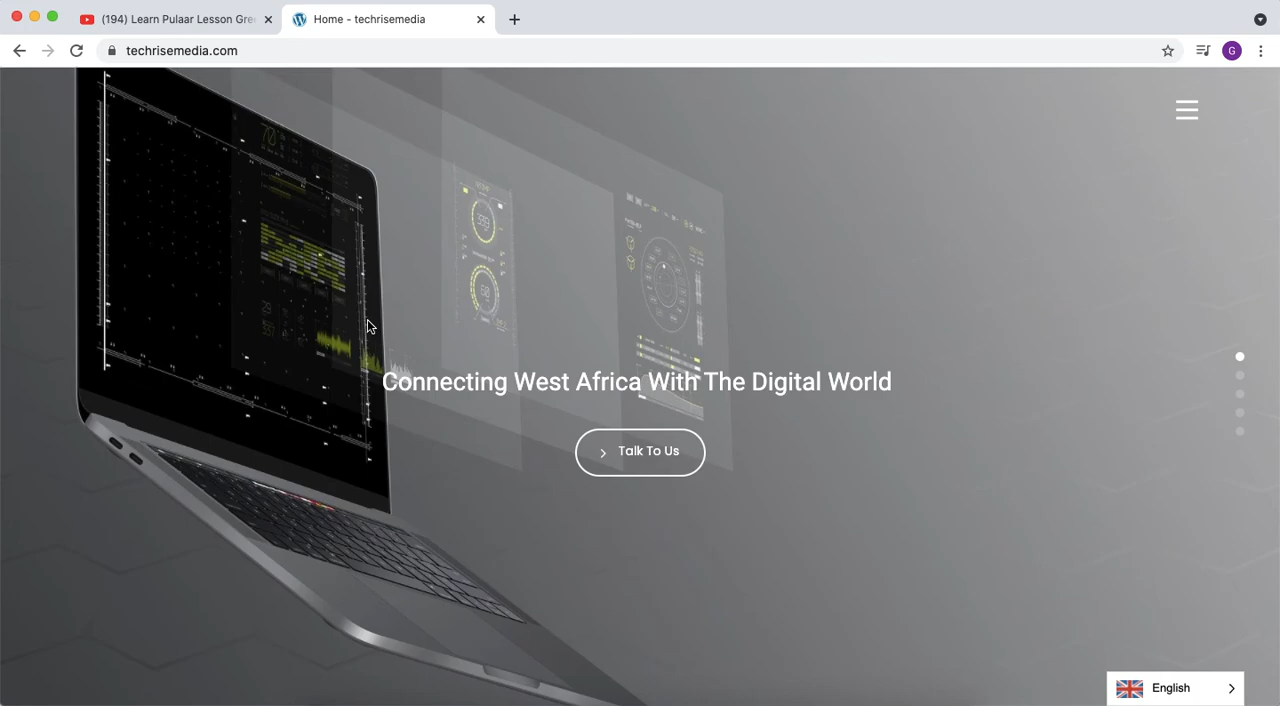 (194) Learn Pulaar Lesson Gre
Home - techrisemedia
techrisemedia.com
G
Connecting West Africa With The Digital World
Talk To Us
English